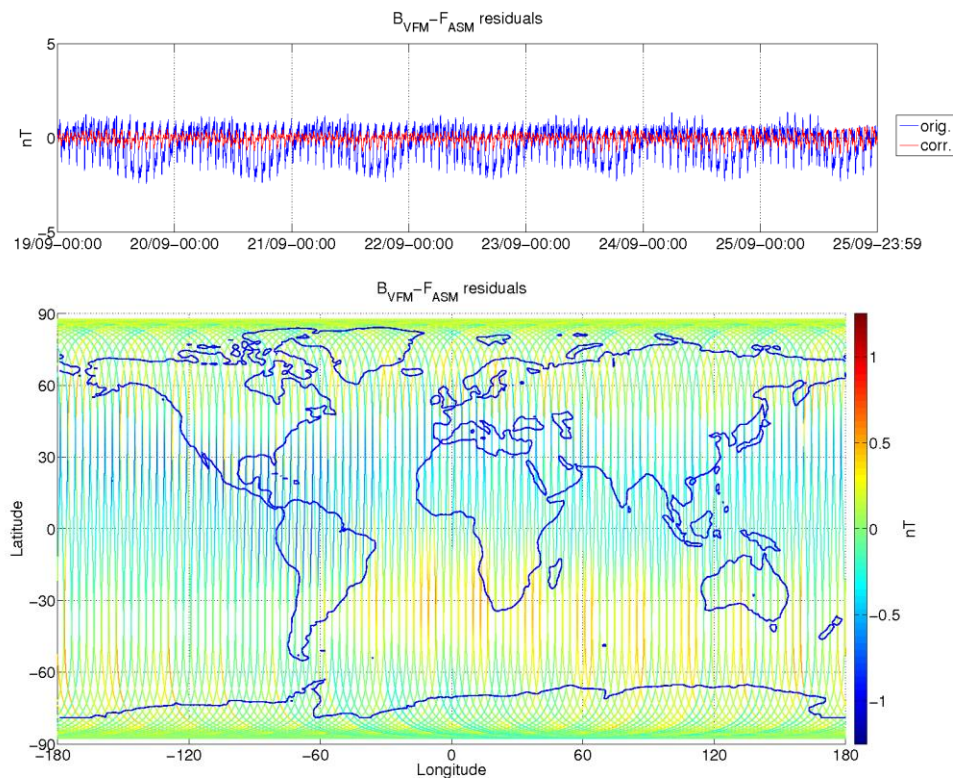 B_VFM−F_ASM residuals
5
0
−5
nT
orig.
corr.
19/09−00:00 20/09−00:00 21/09−00:00 22/09−00:00 23/09−00:00 24/09−00:00 25/09−00:00 25/09−23:59
B_VFM−F_ASM residuals
90
60
30
0
−30
−60
−90
Latitude
−180 −120 −60 0 60 120 180
Longitude
1
0.5
0
−0.5
−1
nT